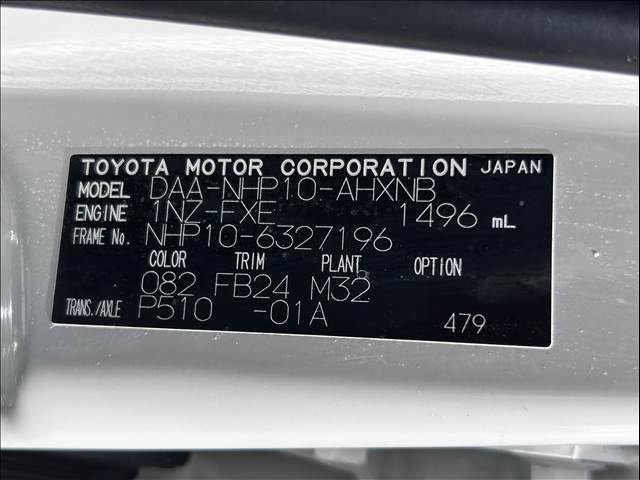 TOYOTA MOTOR CORPORATION JAPAN
MODEL DAA-NHP10-AHXNB
ENGINE 1NZ-FXE 1496 mL
FRAME No. NHP10-6327196
COLOR TRIM PLANT OPTION
082 FB24 M32
TRANS./AXLE P510 -01A
479